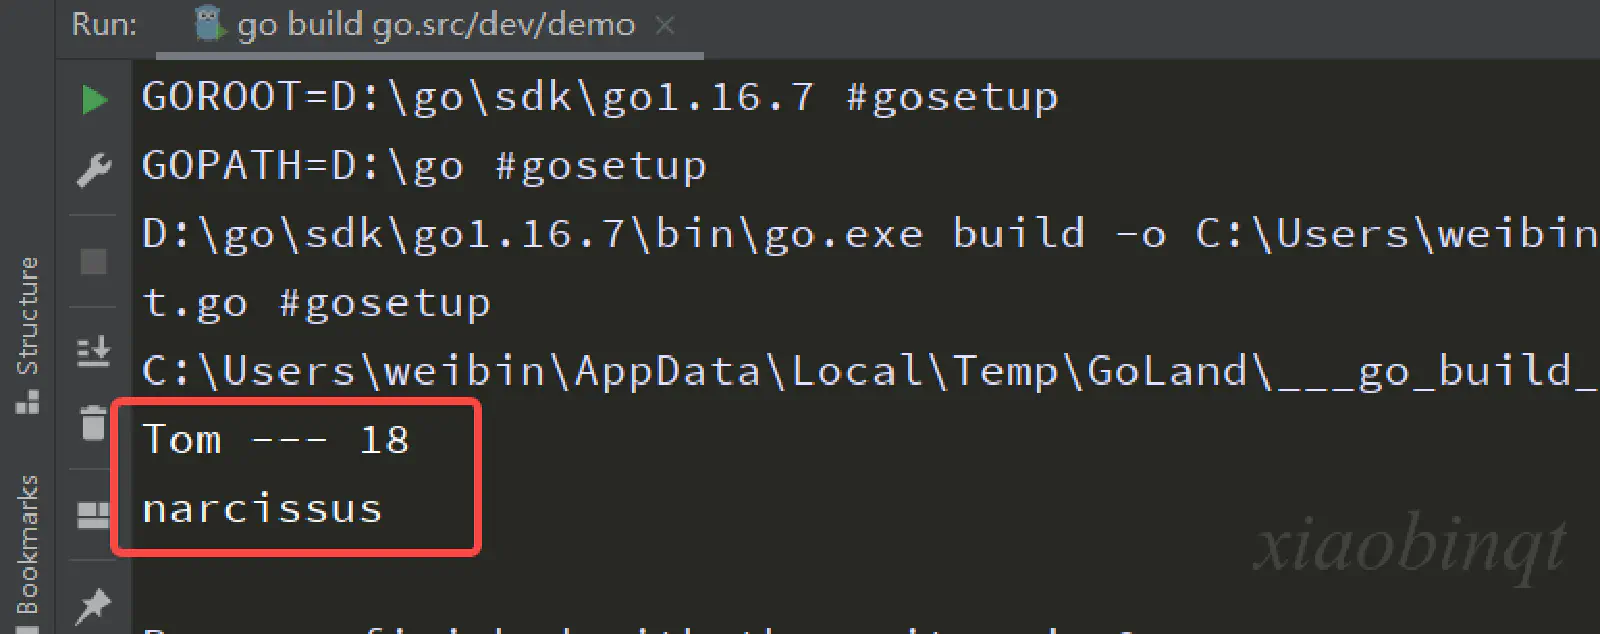 Run:
go build go.src/dev/demo
GOROOT=D:\go\sdk\go1.16.7 #gosetup
GOPATH=D:\go #gosetup
D:\go\sdk\go1.16.7\bin\go.exe build -o C:\Users\weibin
t.go #gosetup
C:\Users\weibin\AppData\Local\Temp\GoLand\___go_build_
Tom --- 18
narcissus
Structure
Bookmarks
xiaobinqt